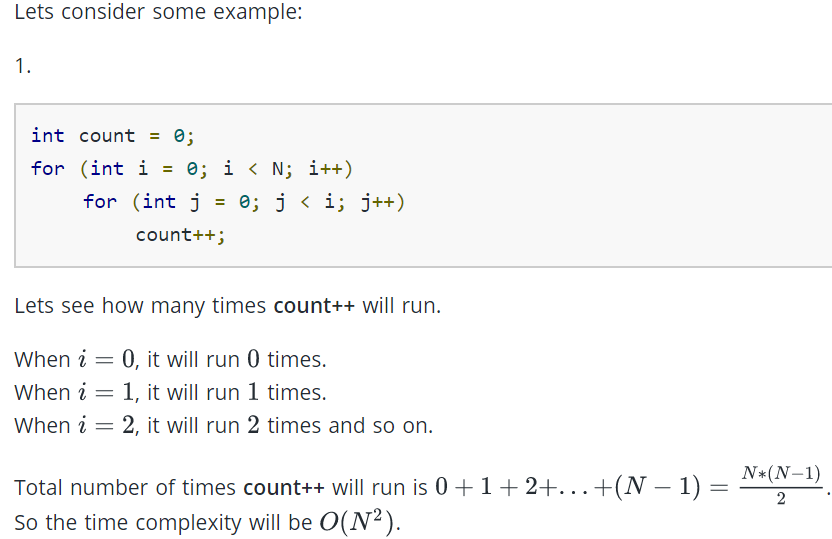 Lets consider some example:
1.
int count = 0;
for (int i = 0; i < N; i++)
for (int j = 0; j < i; j++)
count++;
Lets see how many times count++ will run.
When i = 0, it will run 0 times.
When i = 1, it will run 1 times.
When i = 2, it will run 2 times and so on.
Total number of times count++ will run is 0 + 1 + 2+...+(N − 1) = N∗(N−1)/2.
So the time complexity will be O(N²).